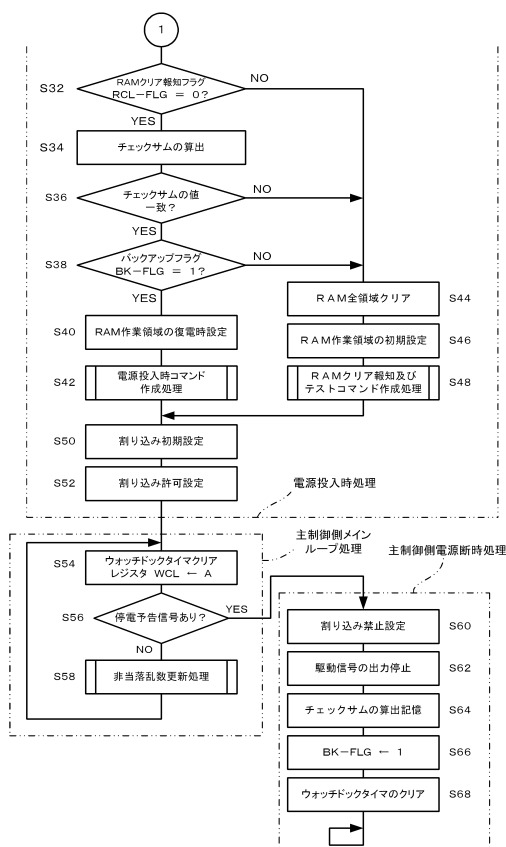 1
S32
RAMクリア報知フラグ
RCL-FLG = 0?
NO
YES
S34
チェックサムの算出
S36
チェックサムの値
一致?
NO
YES
S38
バックアップフラグ
BK-FLG = 1?
NO
YES
RAM全領域クリア
S44
S40
RAM作業領域の復電時設定
RAM作業領域の初期設定
S46
S42
電源投入時コマンド
作成処理
RAMクリア報知及び
テストコマンド作成処理
S48
S50
割り込み初期設定
S52
割り込み許可設定
電源投入時処理
主制御側メイン
ループ処理
主制御側電源断時処理
S54
ウォッチドックタイマクリア
レジスタ WCL ← A
S56
停電予告信号あり?
YES
NO
割り込み禁止設定
S60
S58
非当落乱数更新処理
駆動信号の出力停止
S62
チェックサムの算出記憶
S64
BK-FLG ← 1
S66
ウォッチドックタイマのクリア
S68